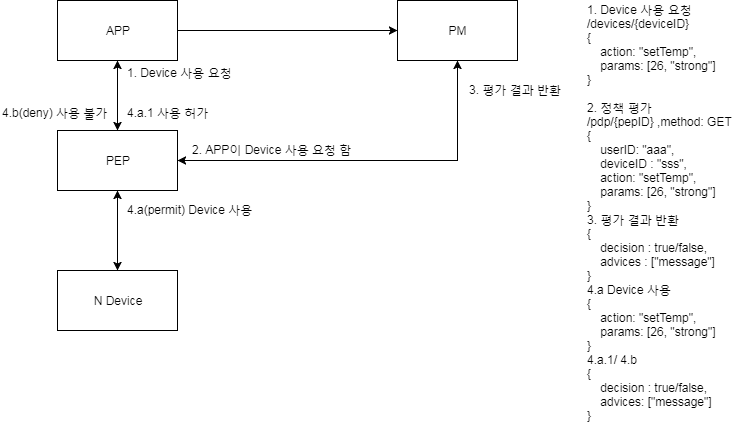 APP
PM
1. Device 사용 요청
3. 평가 결과 반환
4.b(deny) 사용 불가
4.a.1 사용 허가
PEP
2. APP이 Device 사용 요청 함
4.a(permit) Device 사용
N Device
1. Device 사용 요청
/devices/{deviceID}
{
action: "setTemp",
params: [26, "strong"]
}
2. 정책 평가
/pdp/{pepID} ,method: GET
{
userID: "aaa",
deviceID : "sss",
action: "setTemp",
params: [26, "strong"]
}
3. 평가 결과 반환
{
decision : true/false,
advices : ["message"]
}
4.a Device 사용
{
action: "setTemp",
params: [26, "strong"]
}
4.a.1/ 4.b
{
decision : true/false,
advices: ["message"]
}